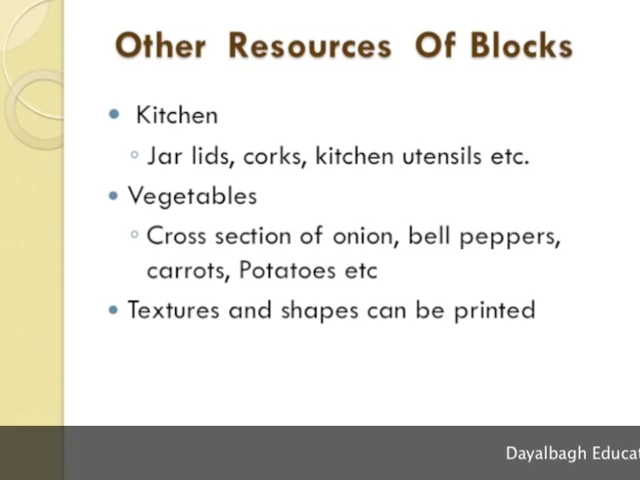 Other Resources Of Blocks
Kitchen
Jar lids, corks, kitchen utensils etc.
Vegetables
Cross section of onion, bell peppers,
carrots, Potatoes etc
Textures and shapes can be printed
Dayalbagh